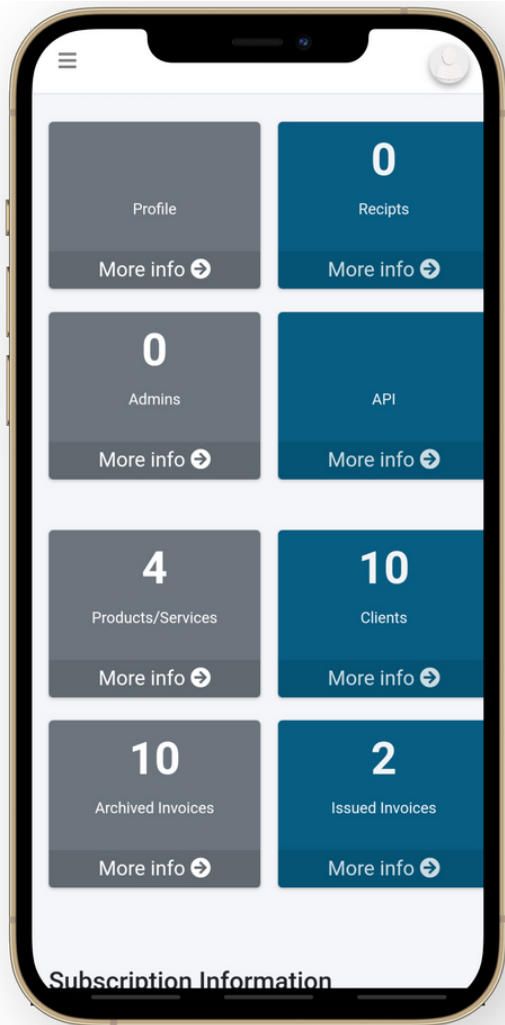 Profile
More info
0
Recipts
More info
0
Admins
More info
API
More info
4
Products/Services
More info
10
Clients
More info
10
Archived Invoices
More info
2
Issued Invoices
More info
Subscription Information